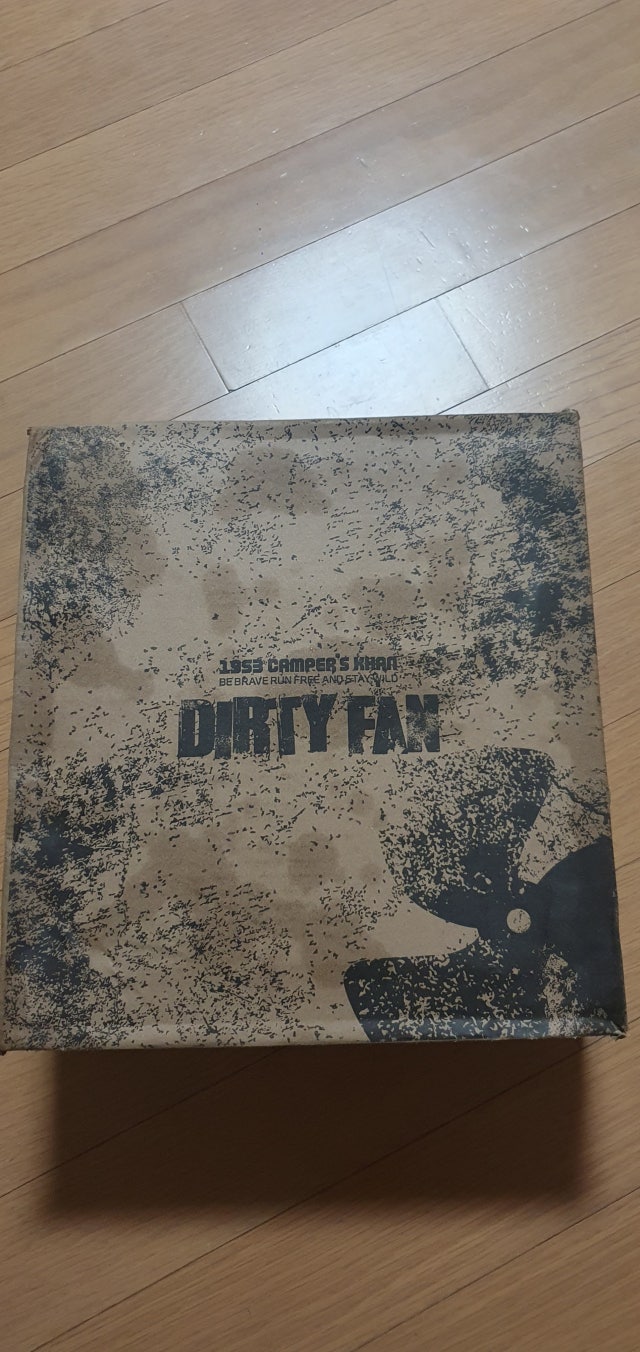 1953 CAMPER'S KHAN
BE BRAVE RUN FREE AND STAY WILD
DIRTY FAN